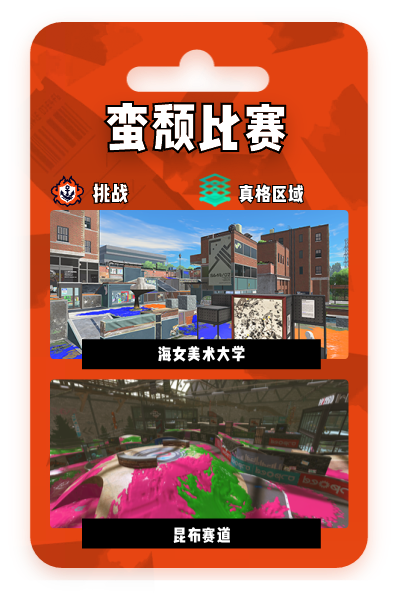 蛮颓比赛
挑战
真格区域
海女美术大学
昆布赛道